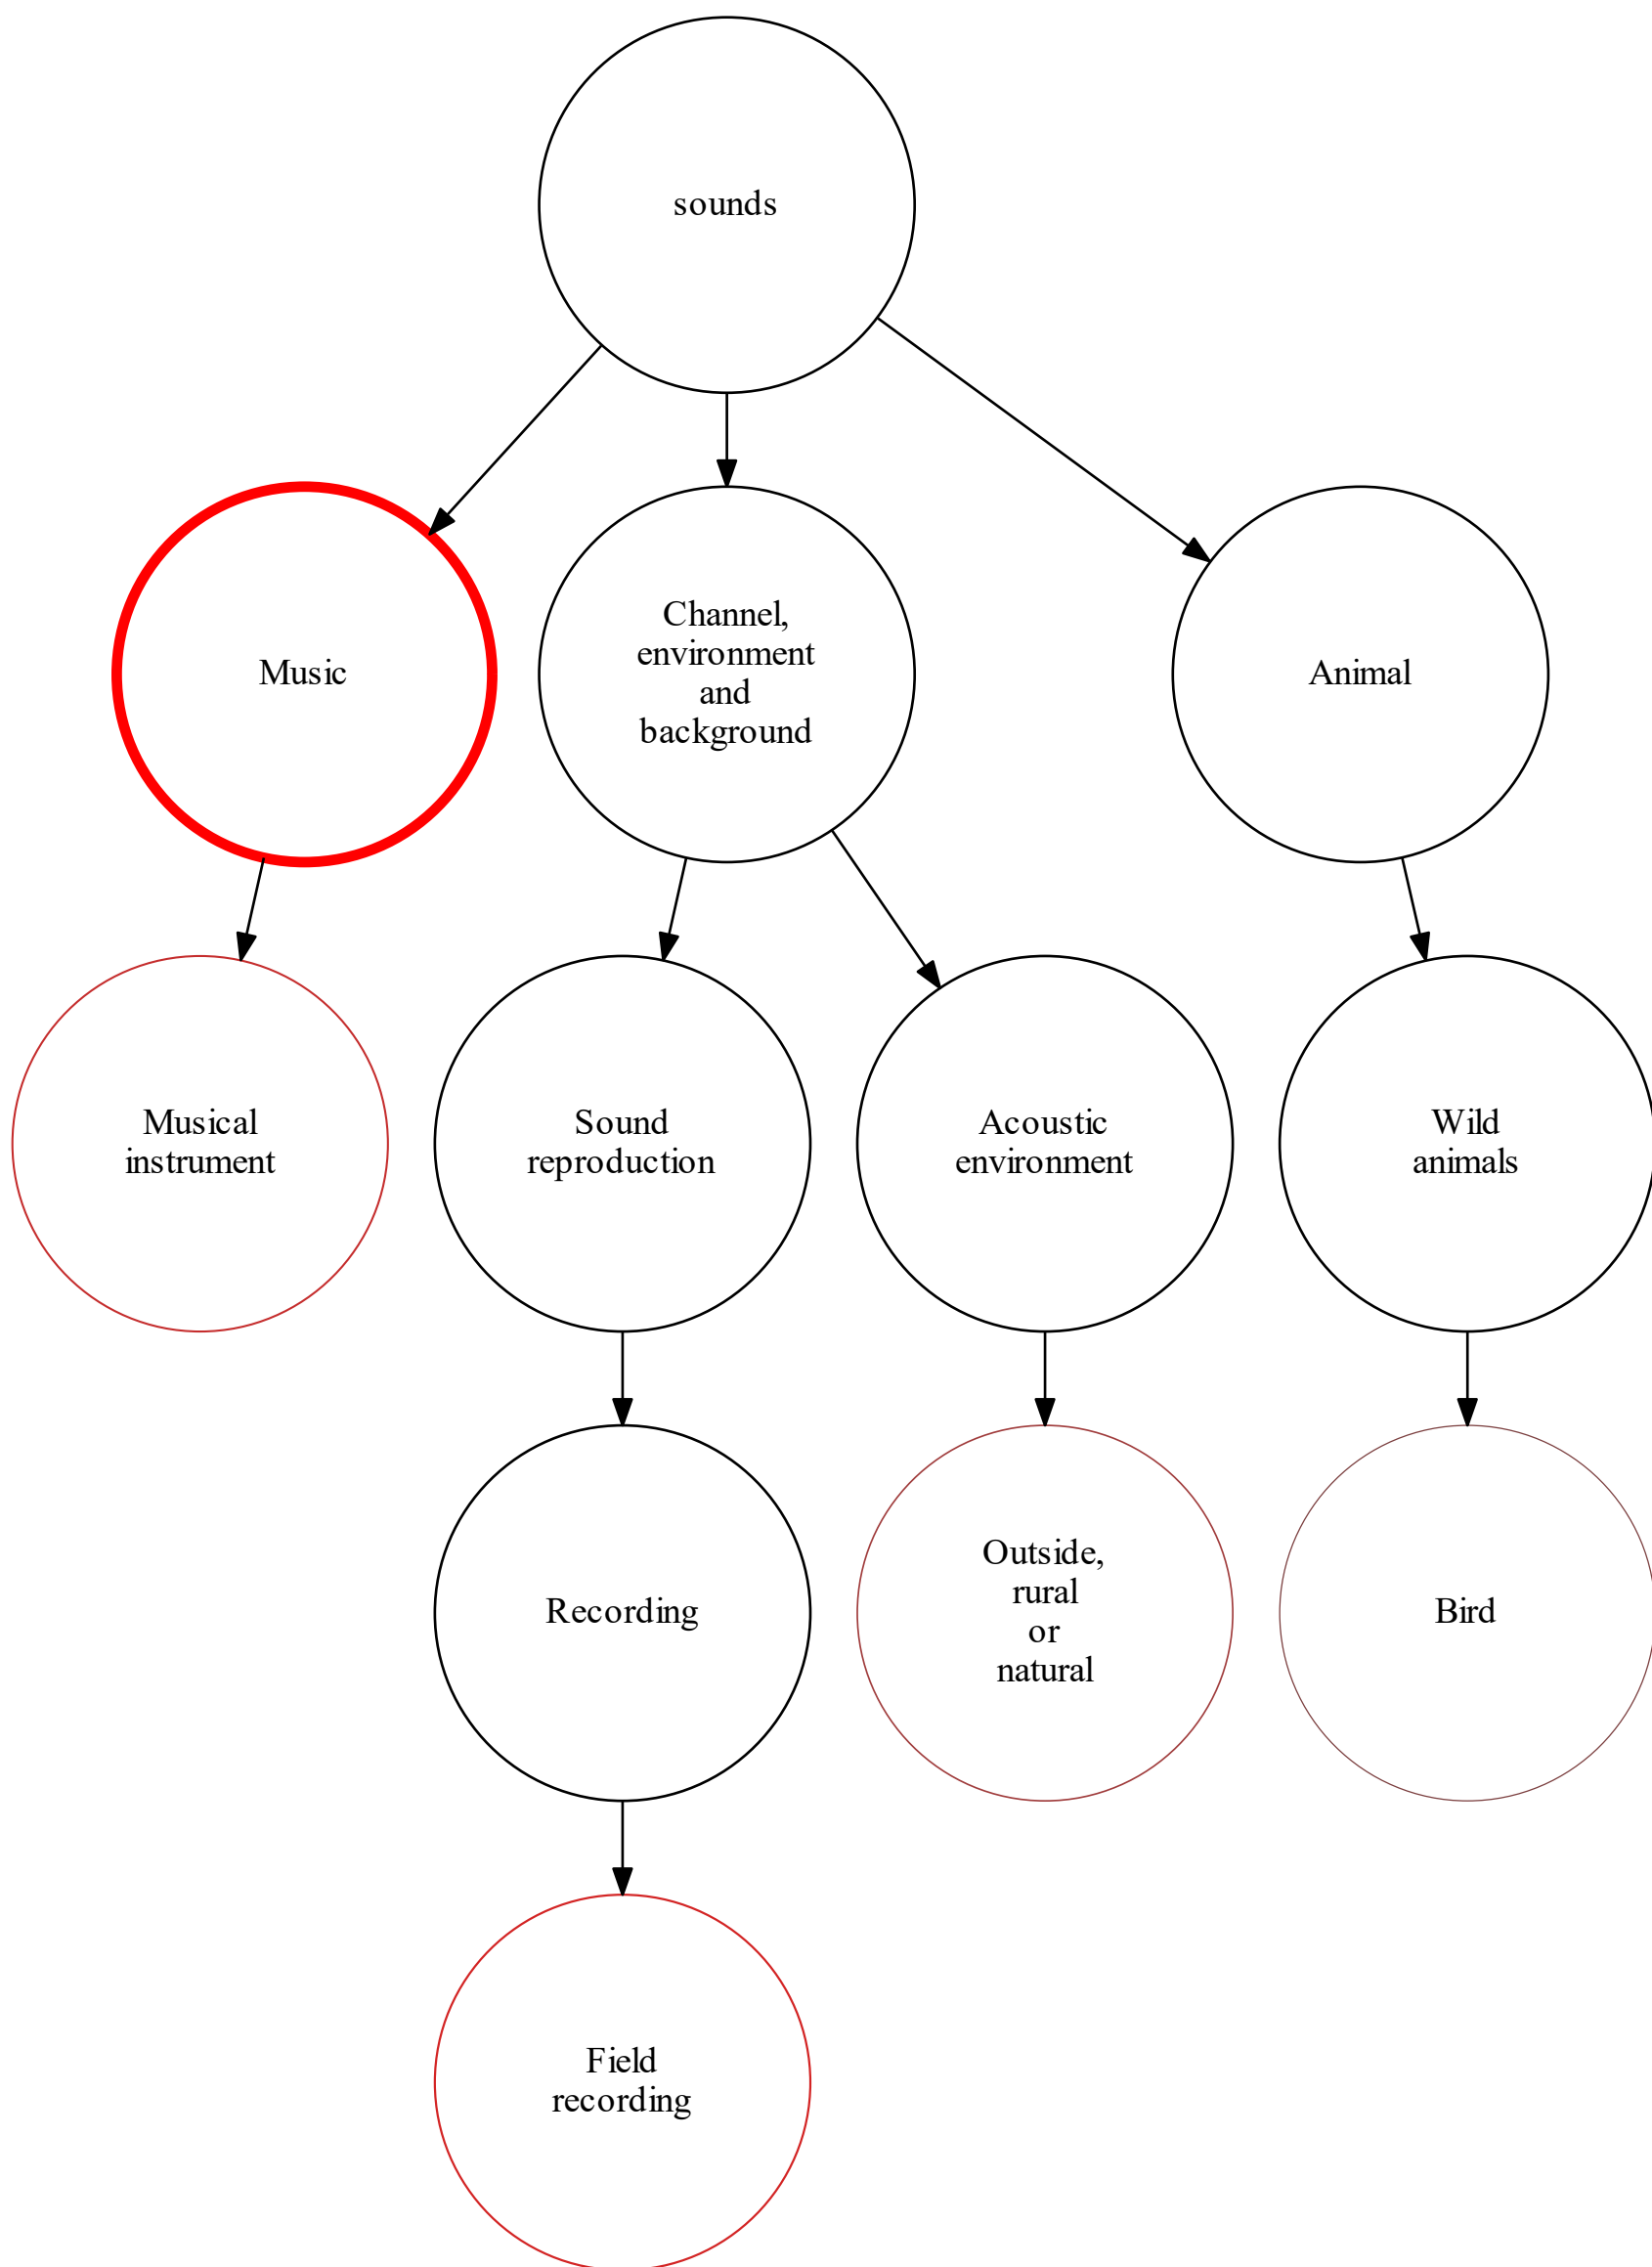 sounds
Music
Channel,
environment
and
background
Animal
Musical
instrument
Sound
reproduction
Acoustic
environment
Wild
animals
Recording
Outside,
rural
or
natural
Bird
Field
recording